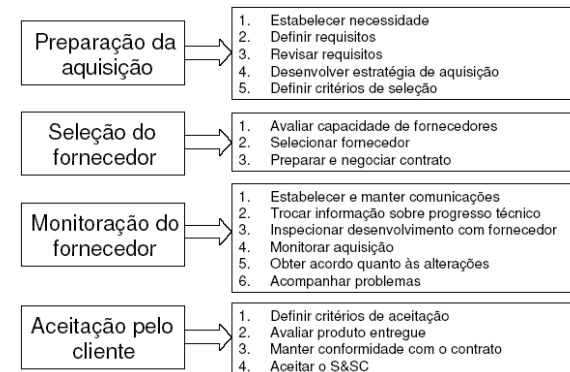 Preparação da
aquisição
1. Estabelecer necessidade
2. Definir requisitos
3. Revisar requisitos
4. Desenvolver estratégia de aquisição
5. Definir critérios de seleção
Seleção do
fornecedor
1. Avaliar capacidade de fornecedores
2. Selecionar fornecedor
3. Preparar e negociar contrato
Monitoração do
fornecedor
1. Estabelecer e manter comunicações
2. Trocar informação sobre progresso técnico
3. Inspecionar desenvolvimento com fornecedor
4. Monitorar aquisição
5. Obter acordo quanto às alterações
6. Acompanhar problemas
Aceitação pelo
cliente
1. Definir critérios de aceitação
2. Avaliar produto entregue
3. Manter conformidade com o contrato
4. Aceitar o S&SC